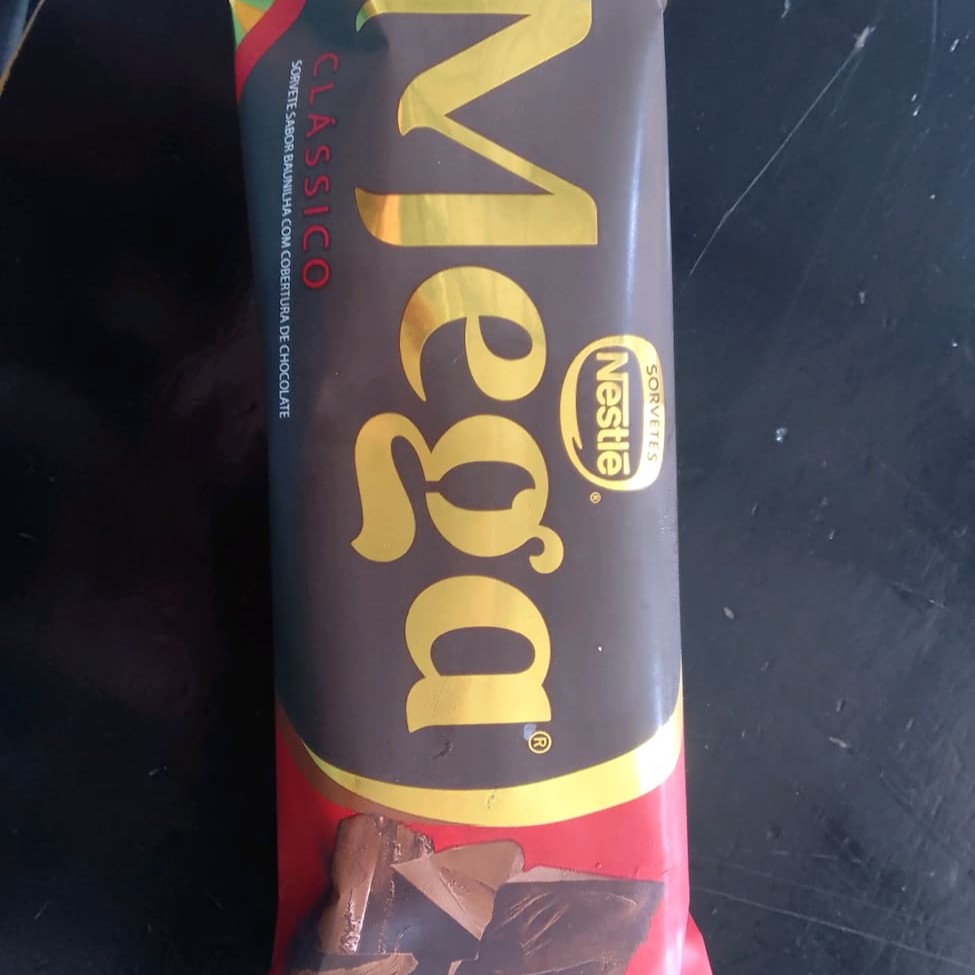 SORVETES
Nestlé®
Mega®
CLÁSSICO
SORVETE SABOR BAUNILHA COM COBERTURA DE CHOCOLATE